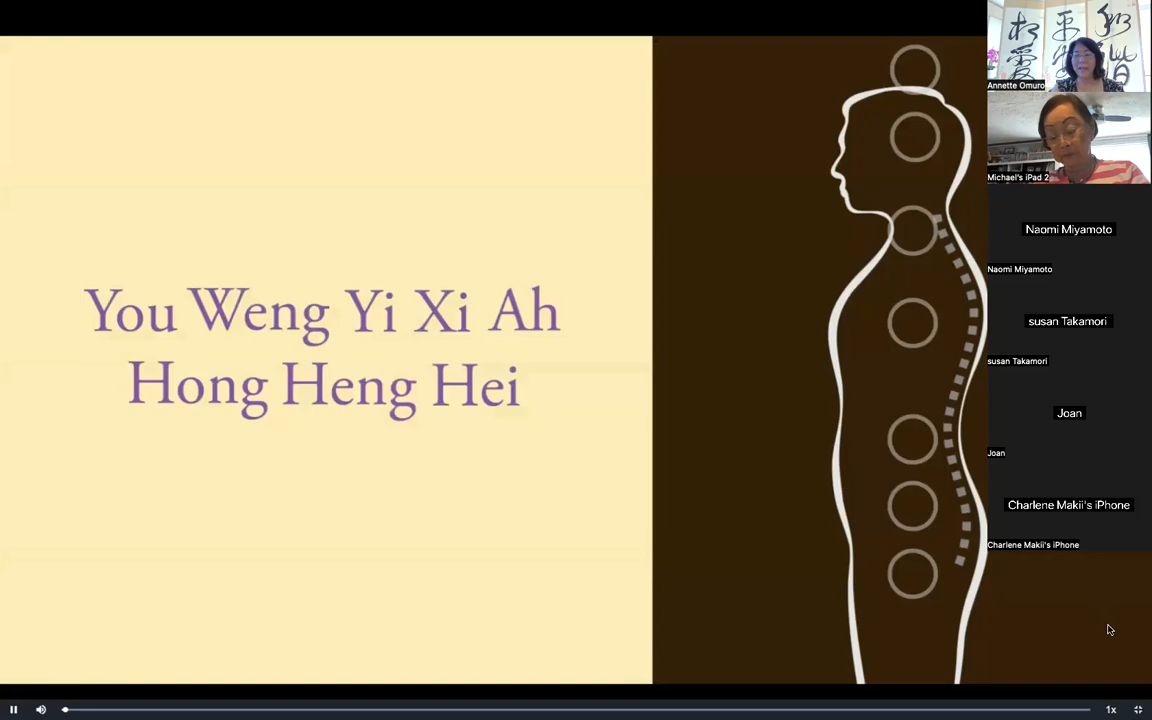 You Weng Yi Xi Ah
Hong Heng Hei
Annette Omuro
Michael's iPad 2
Naomi Miyamoto
Naomi Miyamoto
susan Takamori
susan Takamori
Joan
Joan
Charlene Makii's iPhone
Charlene Makii's iPhone
1x